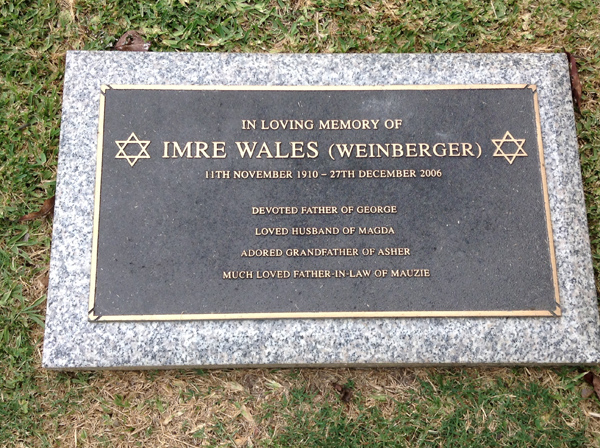 IN LOVING MEMORY OF
IMRE WALES (WEINBERGER)
11TH NOVEMBER 1910 – 27TH DECEMBER 2006
DEVOTED FATHER OF GEORGE
LOVED HUSBAND OF MAGDA
ADORED GRANDFATHER OF ASHER
MUCH LOVED FATHER-IN-LAW OF MAUZIE